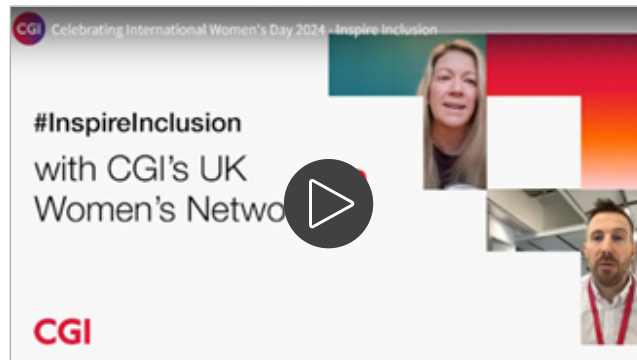 CGI Celebrating International Women's Day 2024 - Inspire Inclusion
#InspireInclusion
with CGI's UK
Women's Netwo
CGI